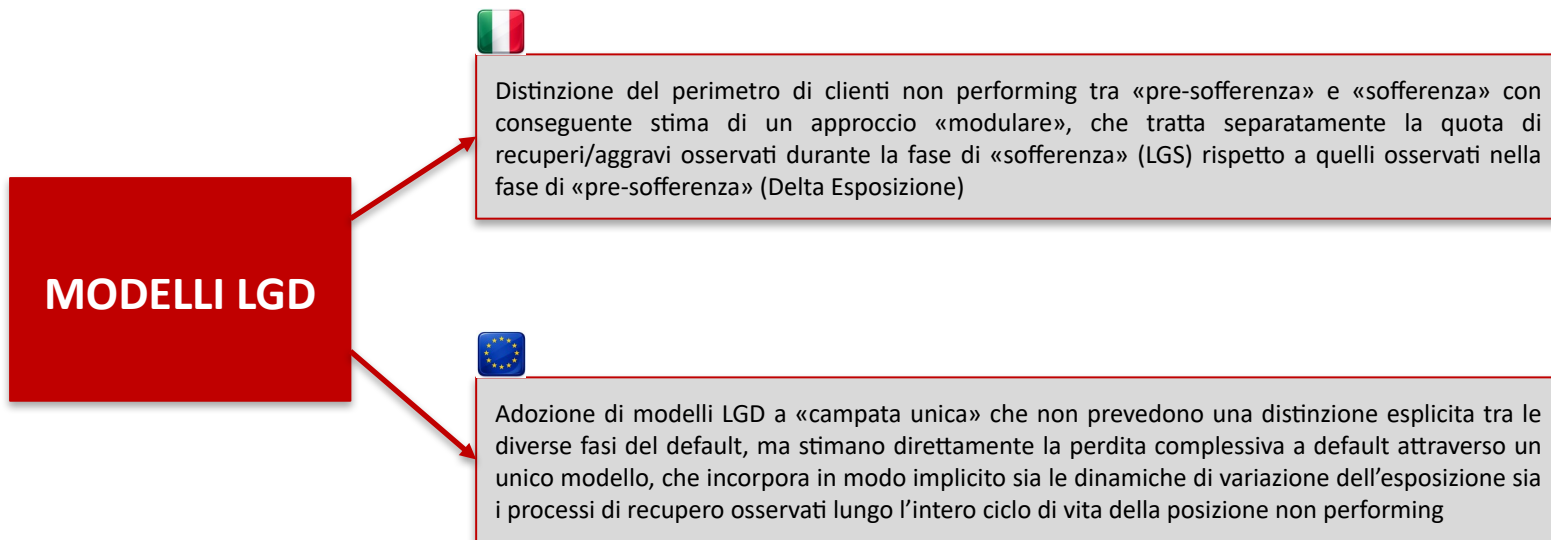 Distinzione del perimetro di clienti non performing tra «pre-sofferenza» e «sofferenza» con
conseguente stima di un approccio «modulare», che tratta separatamente la quota di
recuperi/aggravi osservati durante la fase di «sofferenza» (LGS) rispetto a quelli osservati nella
fase di «pre-sofferenza» (Delta Esposizione)
MODELLI LGD
Adozione di modelli LGD a «campata unica» che non prevedono una distinzione esplicita tra le
diverse fasi del default, ma stimano direttamente la perdita complessiva a default attraverso un
unico modello, che incorpora in modo implicito sia le dinamiche di variazione dell’esposizione sia
i processi di recupero osservati lungo l’intero ciclo di vita della posizione non performing